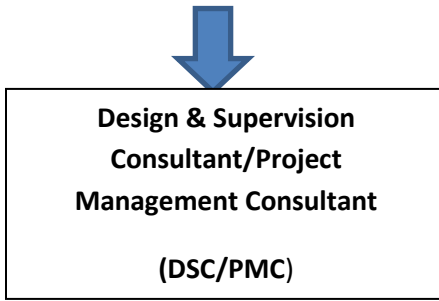 Design & Supervision
Consultant/Project
Management Consultant
(DSC/PMC)